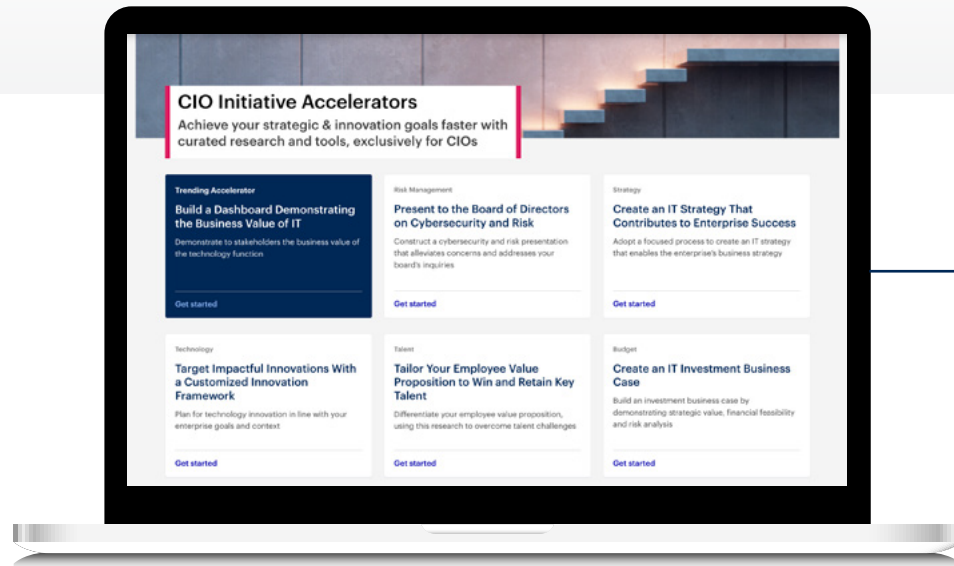 CIO Initiative Accelerators
Achieve your strategic & innovation goals faster with
curated research and tools, exclusively for CIOs
Trending Accelerator
Build a Dashboard Demonstrating
the Business Value of IT
Demonstrate to stakeholders the business value of
the technology function
Get started
Risk Management
Present to the Board of Directors
on Cybersecurity and Risk
Construct a cybersecurity and risk presentation
that alleviates concerns and addresses your
board's inquiries
Get started
Strategy
Create an IT Strategy That
Contributes to Enterprise Success
Adopt a focused process to create an IT strategy
that enables the enterprise's business strategy
Get started
Technology
Target Impactful Innovations With
a Customized Innovation
Framework
Plan for technology innovation in line with your
enterprise goals and context
Get started
Talent
Tailor Your Employee Value
Proposition to Win and Retain Key
Talent
Differentiate your employee value proposition,
using this research to overcome talent challenges
Get started
Budget
Create an IT Investment Business
Case
Build an investment business case by
demonstrating strategic value, financial feasibility
and risk analysis
Get started